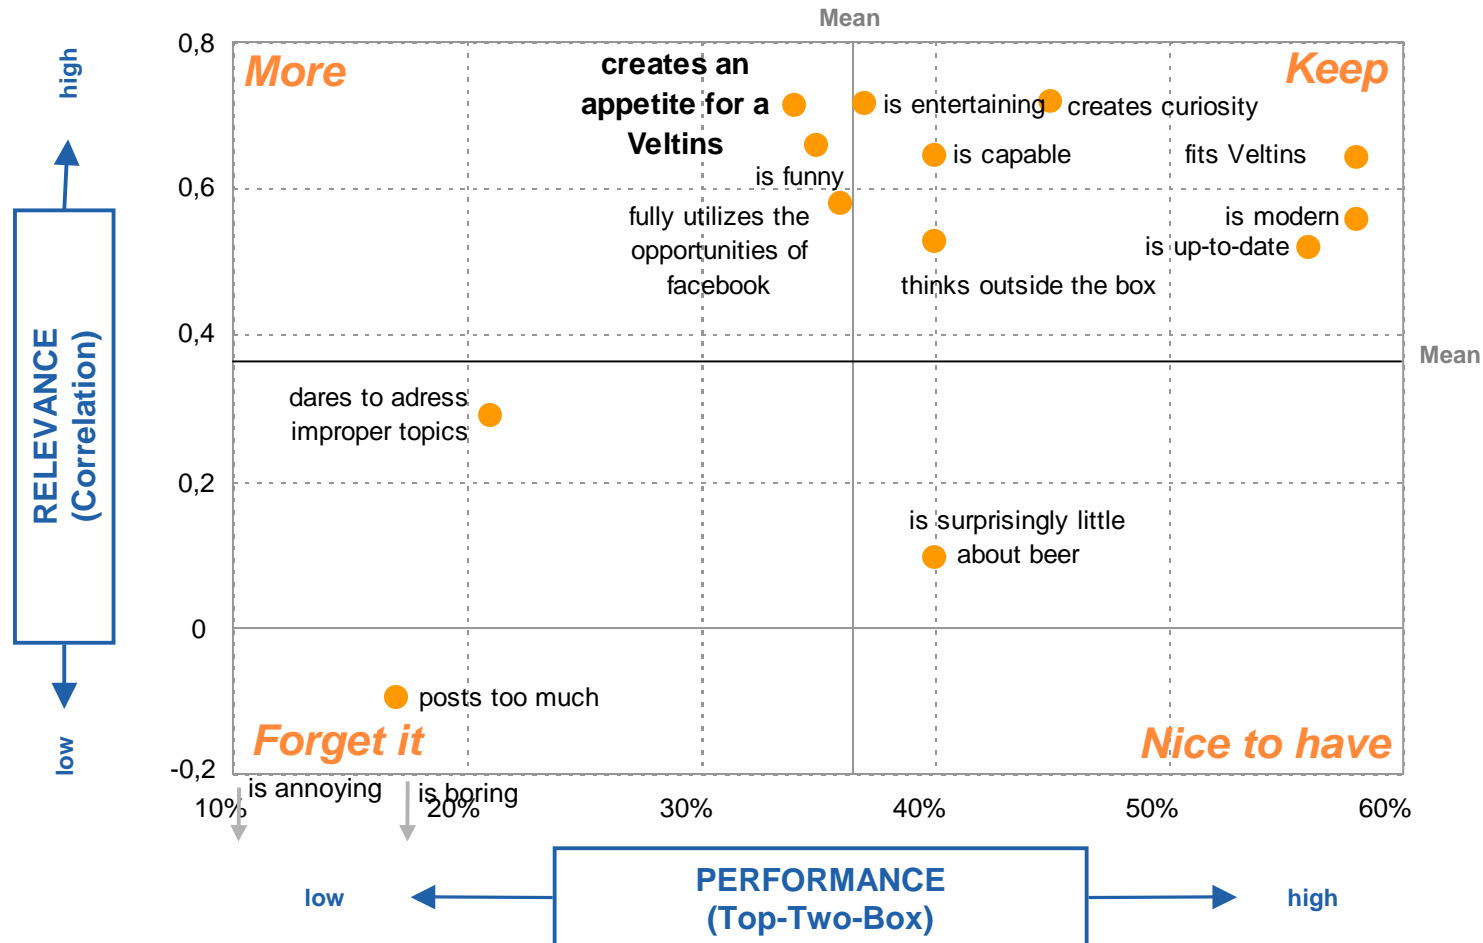 Mean
0,8
More
Keep
high
creates an
appetite for a
Veltins
is entertaining
creates curiosity
is capable
fits Veltins
is funny
0,6
fully utilizes the
opportunities of
facebook
is modern
is up-to-date
thinks outside the box
0,4
Mean
RELEVANCE
(Correlation)
dares to adress
improper topics
0,2
is surprisingly little
about beer
0
posts too much
low
Forget it
Nice to have
-0,2
is annoying
is boring
10%
20%
30%
40%
50%
60%
low
PERFORMANCE
(Top-Two-Box)
high